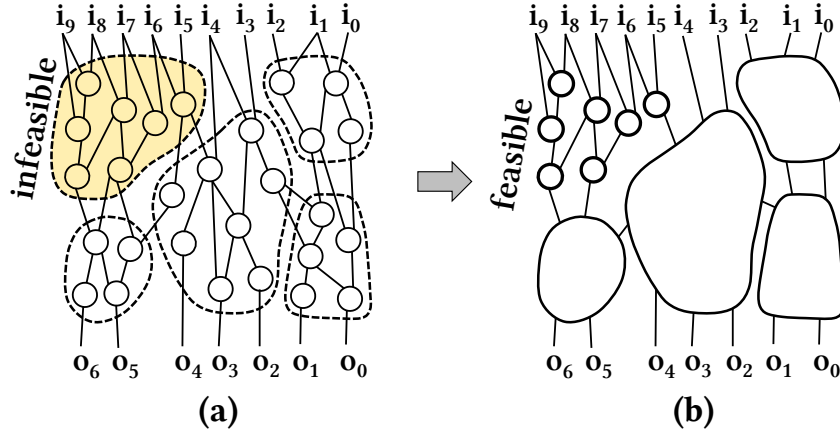 i₉ i₈ i₇ i₆ i₅ i₄ i₃ i₂ i₁ i₀
infeasible
o₆ o₅ o₄ o₃ o₂ o₁ o₀
(a)
i₉ i₈ i₇ i₆ i₅ i₄ i₃ i₂ i₁ i₀
feasible
o₆ o₅ o₄ o₃ o₂ o₁ o₀
(b)